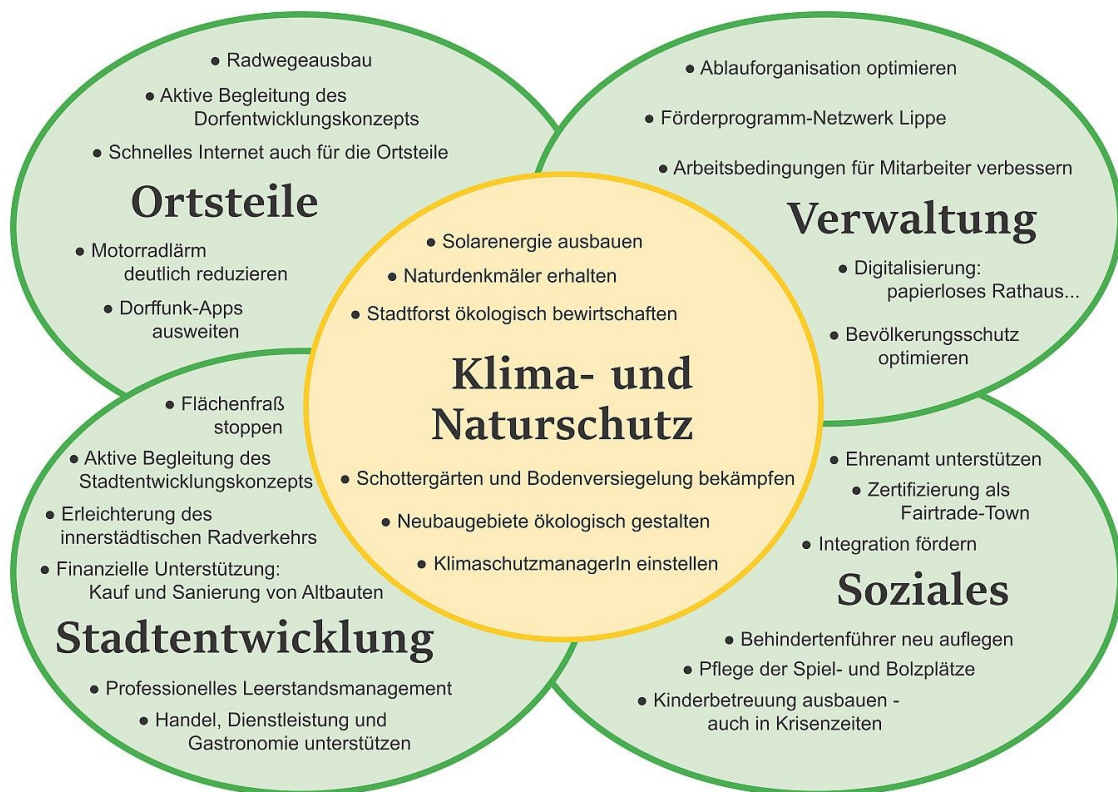 ● Radwegeausbau
● Aktive Begleitung des
Dorfentwicklungskonzepts
● Schnelles Internet auch für die Ortsteile
Ortsteile
● Motorradlärm
deutlich reduzieren
● Dorffunk-Apps
ausweiten
● Ablauforganisation optimieren
● Förderprogramm-Netzwerk Lippe
● Arbeitsbedingungen für Mitarbeiter verbessern
Verwaltung
● Digitalisierung:
papierloses Rathaus...
● Bevölkerungsschutz
optimieren
● Solarenergie ausbauen
● Naturdenkmäler erhalten
● Stadtforst ökologisch bewirtschaften
Klima- und
Naturschutz
● Schottergärten und Bodenversiegelung bekämpfen
● Neubaugebiete ökologisch gestalten
● KlimaschutzmanagerIn einstellen
● Flächenfraß
stoppen
● Aktive Begleitung des
Stadtentwicklungskonzepts
● Erleichterung des
innerstädtischen Radverkehrs
● Finanzielle Unterstützung:
Kauf und Sanierung von Altbauten
Stadtentwicklung
● Professionelles Leerstandsmanagement
● Handel, Dienstleistung und
Gastronomie unterstützen
● Ehrenamt unterstützen
● Zertifizierung als
Fairtrade-Town
● Integration fördern
Soziales
● Behindertenführer neu auflegen
● Pflege der Spiel- und Bolzplätze
● Kinderbetreuung ausbauen -
auch in Krisenzeiten